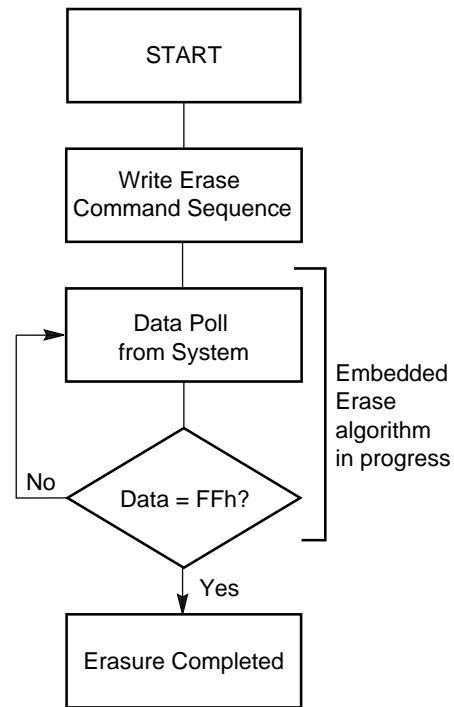 START
Write Erase
Command Sequence
Data Poll
from System
Embedded
Erase
algorithm
in progress
No
Data = FFh?
Yes
Erasure Completed